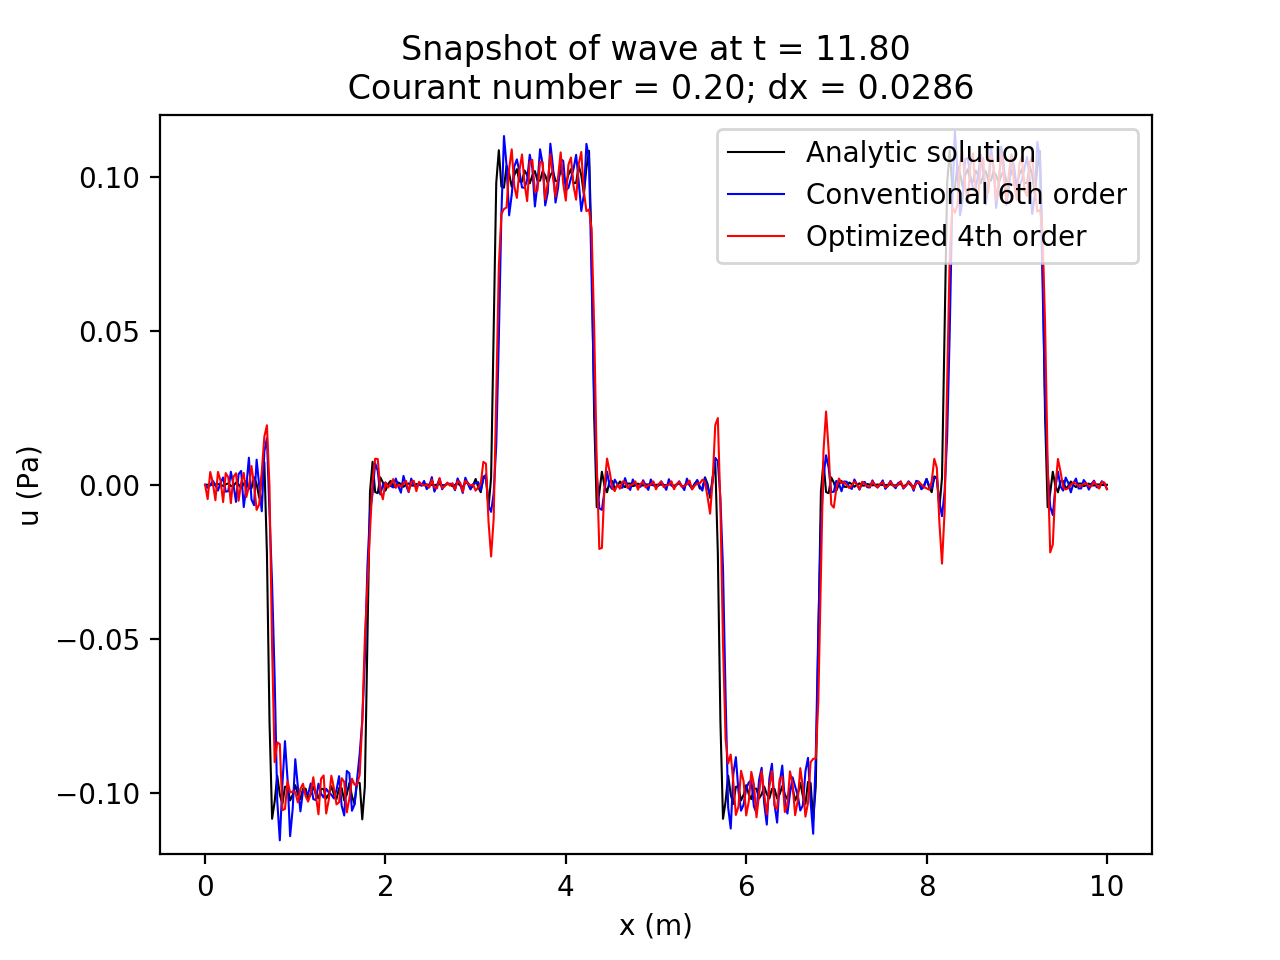 Snapshot of wave at t = 11.80
Courant number = 0.20; dx = 0.0286
Analytic solution
Conventional 6th order
Optimized 4th order
0.10
0.05
0.00
−0.05
−0.10
u (Pa)
0 2 4 6 8 10
x (m)